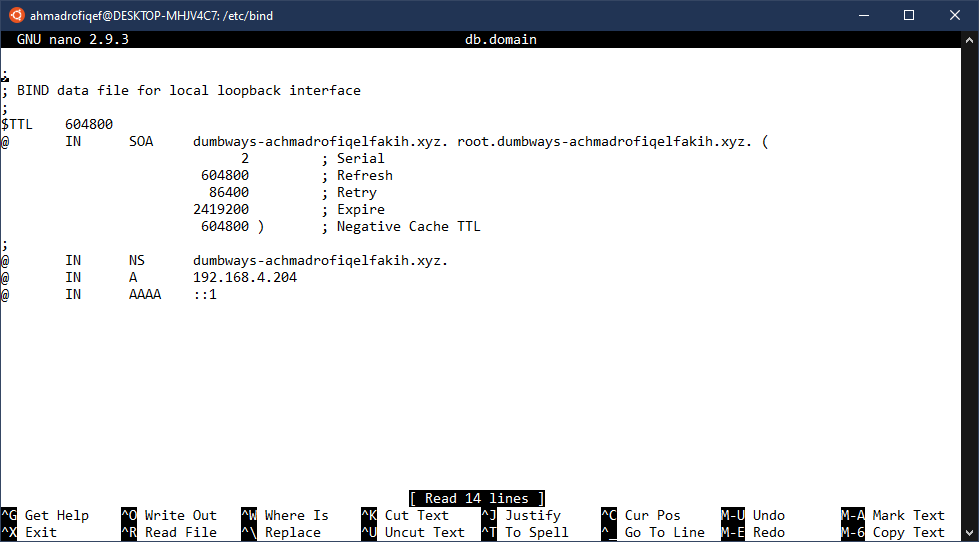 ahmadrofiqef@DESKTOP-MHJV4C7: /etc/bind
GNU nano 2.9.3 db.domain
;
; BIND data file for local loopback interface
;
$TTL 604800
@ IN SOA dumbways-achmadrofiqelfakih.xyz. root.dumbways-achmadrofiqelfakih.xyz. (
2 ; Serial
604800 ; Refresh
86400 ; Retry
2419200 ; Expire
604800 ) ; Negative Cache TTL
;
@ IN NS dumbways-achmadrofiqelfakih.xyz.
@ IN A 192.168.4.204
@ IN AAAA ::1
[ Read 14 lines ]
^G Get Help ^O Write Out ^W Where Is ^K Cut Text ^J Justify ^C Cur Pos M-U Undo M-A Mark Text
^X Exit ^R Read File ^\ Replace ^U Uncut Text ^T To Spell ^_ Go To Line M-E Redo M-6 Copy Text